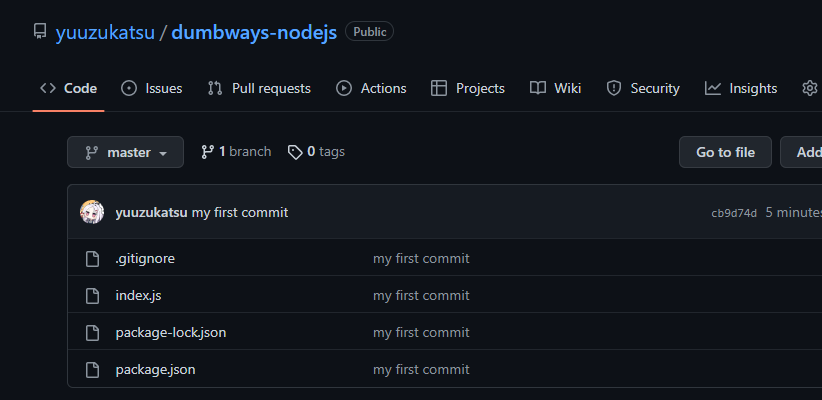 yuuzukatsu / dumbways-nodejs Public
Code Issues Pull requests Actions Projects Wiki Security Insights
master 1 branch 0 tags Go to file Add
yuuzukatsu my first commit cb9d74d 5 minutes
.gitignore my first commit
index.js my first commit
package-lock.json my first commit
package.json my first commit